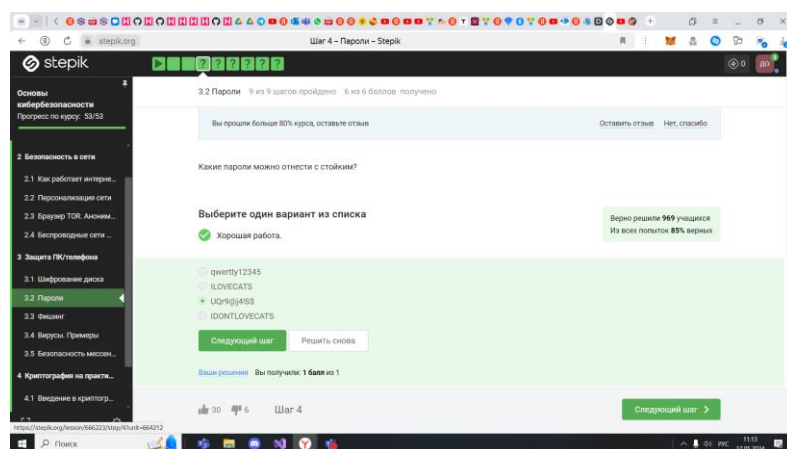 stepik.org
Шаг 4 – Пароли – Stepik
stepik
0
ДО
Основы кибербезопасности
Прогресс по курсу: 53/53
3.2 Пароли 9 из 9 шагов пройдено 6 из 6 баллов получено
Вы прошли больше 80% курса, оставьте отзыв
Оставить отзыв Нет, спасибо
2 Безопасность в сети
2.1 Как работает интерне...
2.2 Персонализация сети
2.3 Браузер TOR. Аноним...
2.4 Беспроводные сети ...
3 Защита ПК/телефона
3.1 Шифрование диска
3.2 Пароли
3.3 Фишинг
3.4 Вирусы. Примеры
3.5 Безопасность мессен...
4 Криптография на практи...
4.1 Введение в криптогр...
Какие пароли можно отнести с стойким?
Выберите один вариант из списка
Хорошая работа.
Верно решили 969 учащихся
Из всех попыток 85% верных
qwertty12345
ILOVECATS
UQr9@j4!S$
IDONTLOVECATS
Следующий шаг
Решить снова
Ваши решения Вы получили: 1 балл из 1
30 6 Шаг 4
Следующий шаг
https://stepik.org/lesson/666223/step/4?unit=664212
Поиск
РУС
11:13